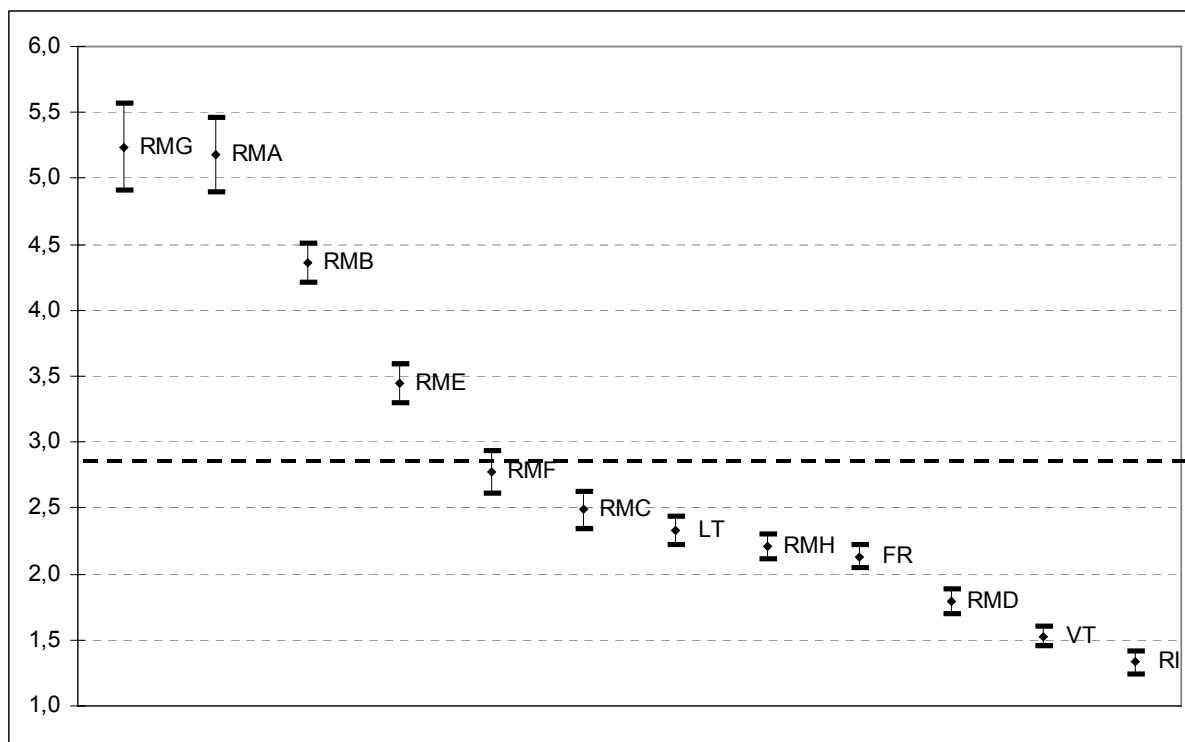 6,0
5,5
RMG
RMA
5,0
4,5
RMB
4,0
3,5
RME
3,0
RMF
2,5
RMC
LT
RMH
FR
2,0
RMD
1,5
VT
RI
1,0